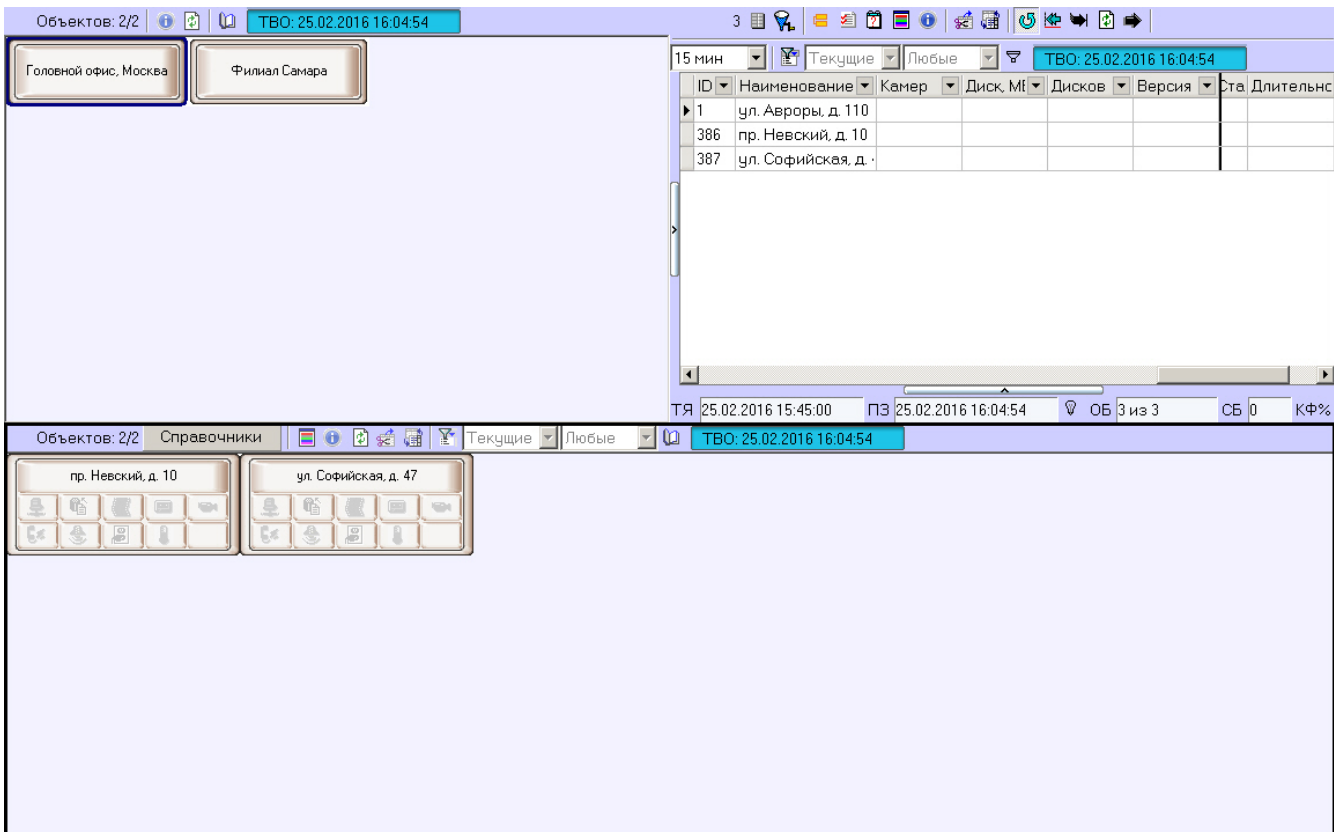 Объектов: 2/2 ТВО: 25.02.2016 16:04:54
Головной офис, Москва Филиал Самара
3
15 мин Текущие Любые ТВО: 25.02.2016 16:04:54
ID Наименование Камер Диск, МЕ Дисков Версия Ста Длительнс
1 ул. Авроры, д. 110
386 пр. Невский, д. 10
387 ул. Софийская, д.
ТЯ 25.02.2016 15:45:00 ПЗ 25.02.2016 16:04:54 ОБ 3 из 3 СБ 0 КФ%
Объектов: 2/2 Справочники Текущие Любые ТВО: 25.02.2016 16:04:54
пр. Невский, д. 10 ул. Софийская, д. 47